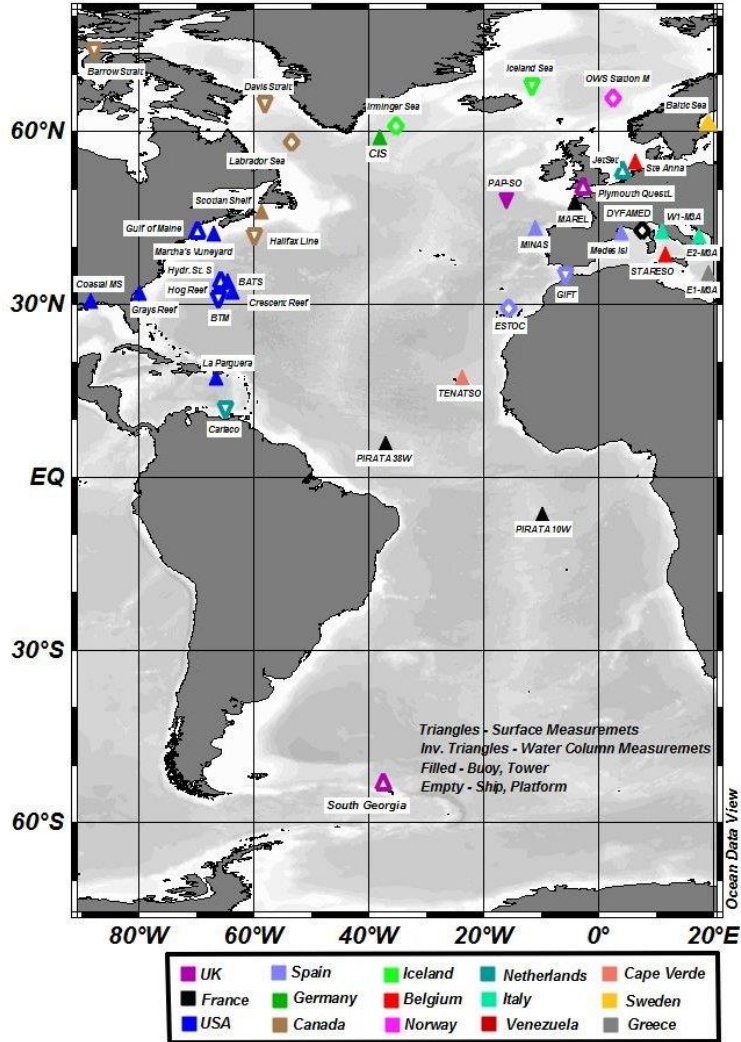 Barrow Strait
Davis Strait
Iceland Sea
OWS Station M
Irminger Sea
Baltic Sea
60°N
CIS
Labrador Sea
JetSet
Ste Anna
PAP-SO
Plymouth QuestL
Scotian Shelf
MAREL
DYFAMED
W1-M3A
Gulf of Maine
Halifax Line
MINAS
Medes Isl
E2-M3A
Martha's Vuneyard
Hydr. St. S
STARESO
Coastal MS
BATS
Hog Reef
GIFT
E1-M3A
30°N
Grays Reef
Crescent Reef
BTM
ESTOC
La Parguera
TENATSO
Cariaco
PIRATA 38W
EQ
PIRATA 10W
30°S
Triangles - Surface Measuremets
Inv. Triangles - Water Column Measuremets
Filled - Buoy, Tower
Empty - Ship, Platform
South Georgia
60°S
Ocean Data View
80°W 60°W 40°W 20°W 0° 20°E
UK Spain Iceland Netherlands Cape Verde
France Germany Belgium Italy Sweden
USA Canada Norway Venezuela Greece